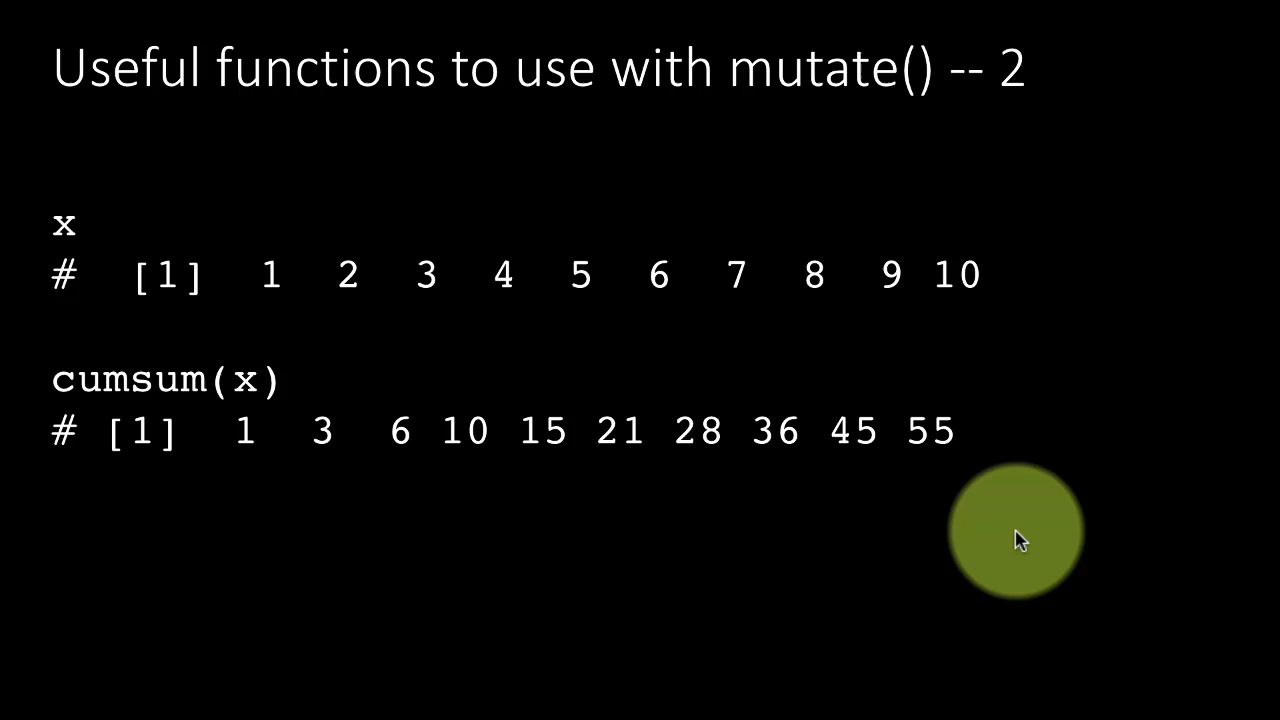 Useful functions to use with mutate() -- 2
x
#  [1]  1  2  3  4  5  6  7  8  9 10
cumsum(x)
# [1]  1  3  6 10 15 21 28 36 45 55